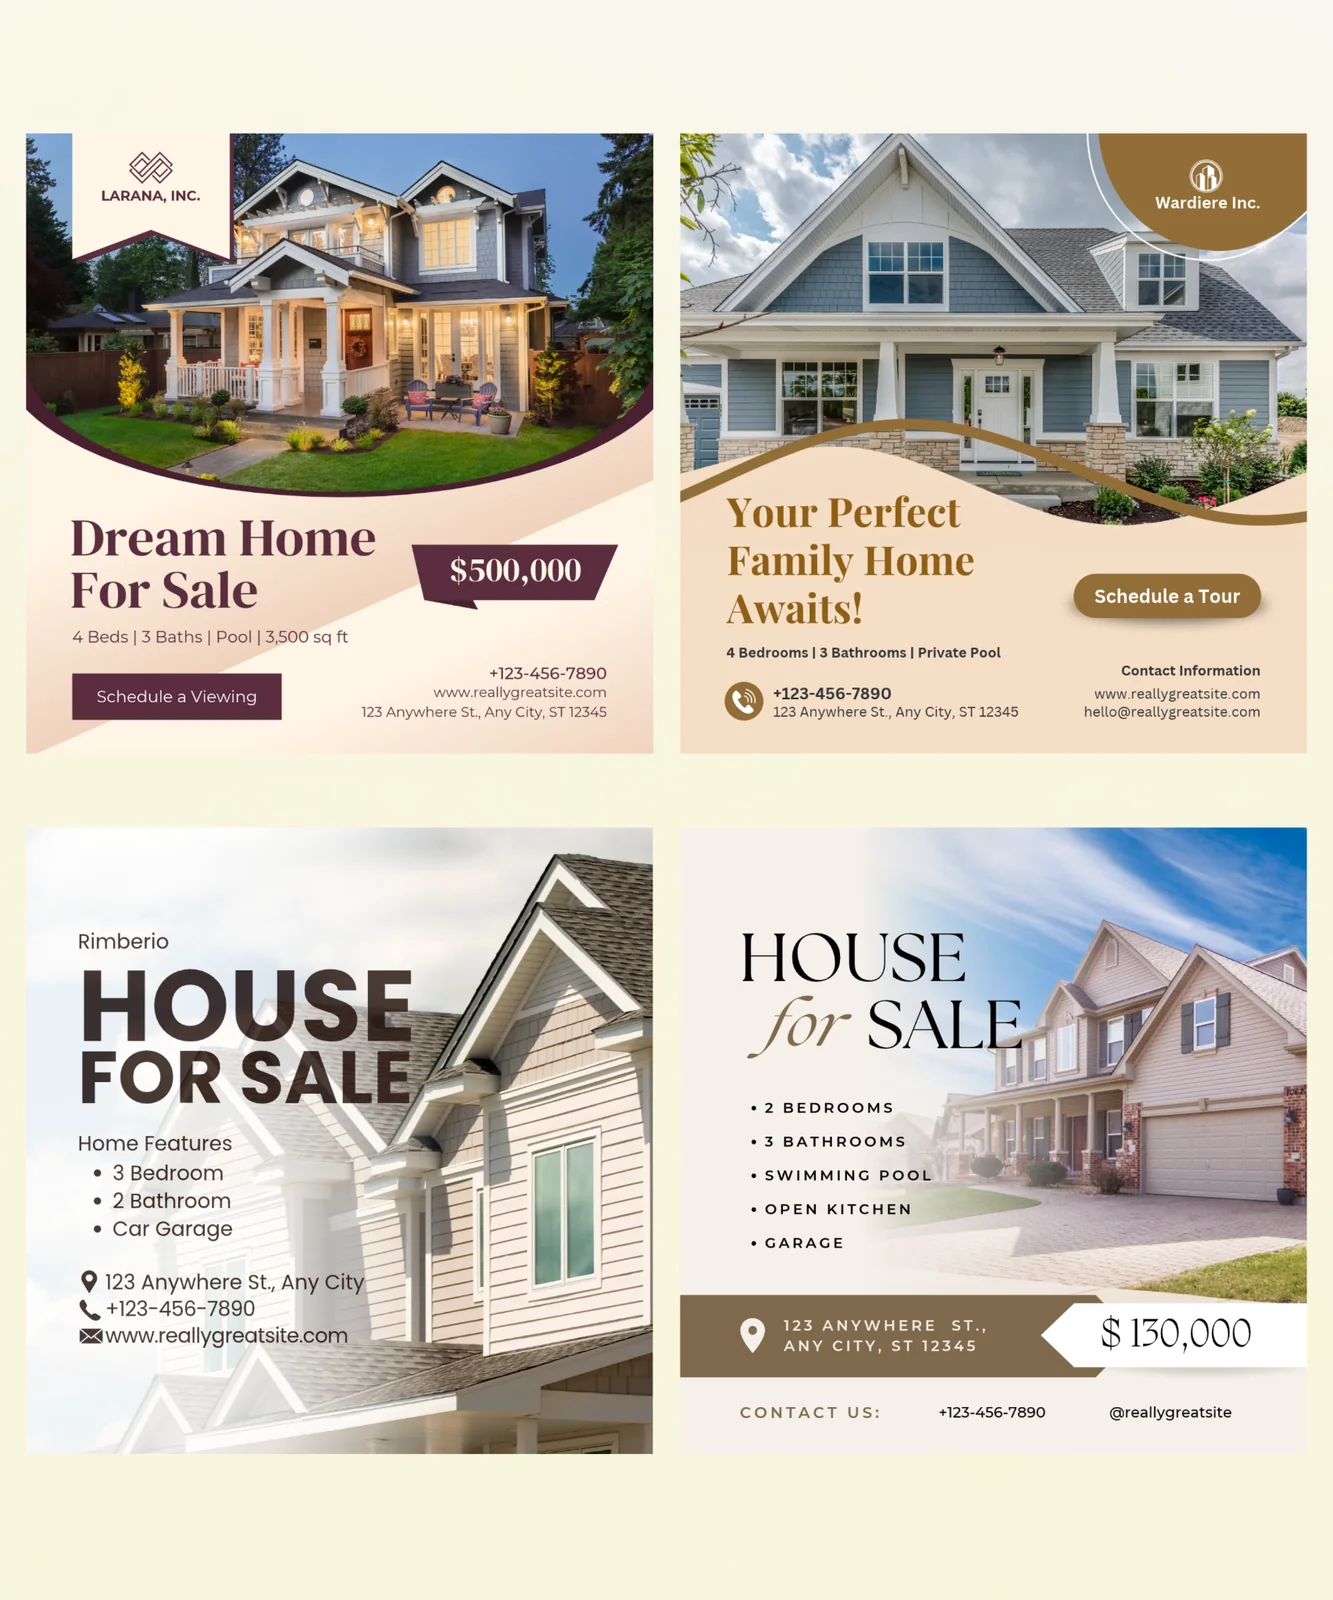 LARANA, INC.
Dream Home
For Sale
$500,000
4 Beds | 3 Baths | Pool | 3,500 sq ft
Schedule a Viewing
+123-456-7890
www.reallygreatsite.com
123 Anywhere St., Any City, ST 12345
Wardiere Inc.
Your Perfect
Family Home
Awaits!
Schedule a Tour
4 Bedrooms | 3 Bathrooms | Private Pool
+123-456-7890
123 Anywhere St., Any City, ST 12345
Contact Information
www.reallygreatsite.com
hello@reallygreatsite.com
Rimberio
HOUSE
FOR SALE
Home Features
• 3 Bedroom
• 2 Bathroom
• Car Garage
123 Anywhere St., Any City
+123-456-7890
www.reallygreatsite.com
HOUSE
for SALE
• 2 BEDROOMS
• 3 BATHROOMS
• SWIMMING POOL
• OPEN KITCHEN
• GARAGE
123 ANYWHERE ST.,
ANY CITY, ST 12345
$ 130,000
CONTACT US:
+123-456-7890
@reallygreatsite